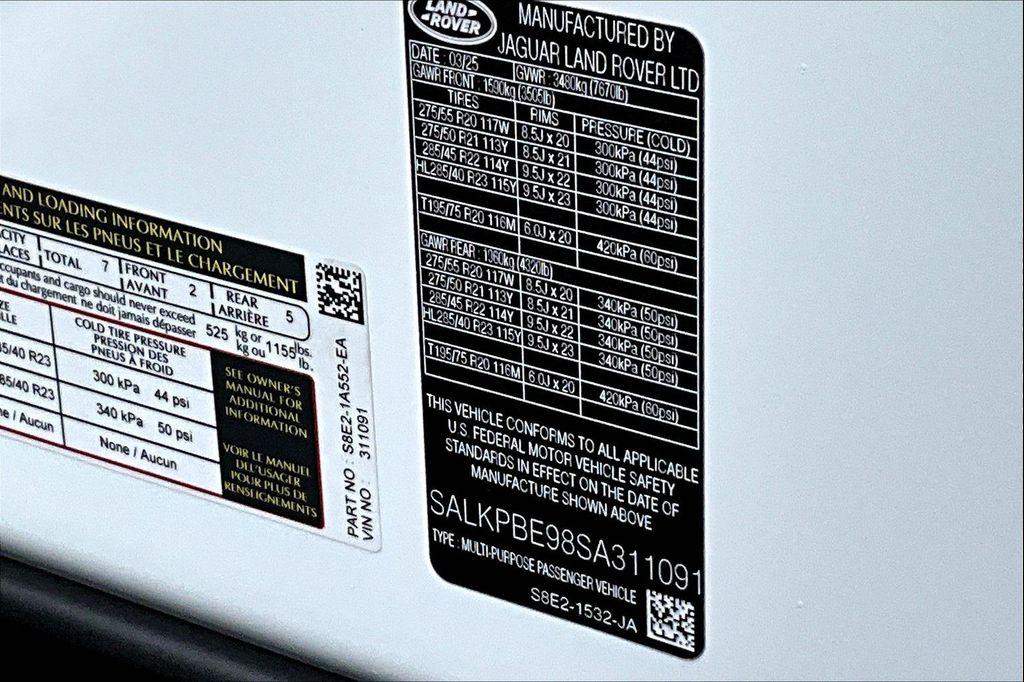 AND LOADING INFORMATION
ENTS SUR LES PNEUS ET LE CHARGEMENT
TOTAL 7 FRONT AVANT 2 REAR ARRIÈRE 5
occupants and cargo should never exceed
t du chargement ne doit jamais dépasser 525 kg or kg ou 1155 lbs. lb.
COLD TIRE PRESSURE
PRESSION DES
PNEUS À FROID
5/40 R23 300 kPa 44 psi
85/40 R23 340 kPa 50 psi
ne / Aucun None / Aucun
SEE OWNER'S
MANUAL FOR
ADDITIONAL
INFORMATION
VOIR LE MANUEL
DEL'USAGER
POUR PLUS DE
RENSEIGNEMENTS
PART NO : S8E2-1A552-EA
VIN NO : 311091
LAND-
ROVER
MANUFACTURED BY
JAGUAR LAND ROVER LTD
DATE : 03/25 GVWR : 3480kg (7670lb)
GAWR FRONT : 1590kg (3505lb)
TIRES RIMS PRESSURE (COLD)
275/55 R20 117W 8.5J x 20 300kPa (44psi)
275/50 R21 113Y 8.5J x 21 300kPa (44psi)
285/45 R22 114Y 9.5J x 22 300kPa (44psi)
HL285/40 R23 115Y 9.5J x 23 300kPa (44psi)
T195/75 R20 116M 6.0J x 20 420kPa (60psi)
GAWR REAR : 1960kg (4320lb)
275/55 R20 117W 8.5J x 20 340kPa (50psi)
275/50 R21 113Y 8.5J x 21 340kPa (50psi)
285/45 R22 114Y 9.5J x 22 340kPa (50psi)
HL285/40 R23 115Y 9.5J x 23 340kPa (50psi)
T195/75 R20 116M 6.0J x 20 420kPa (60psi)
THIS VEHICLE CONFORMS TO ALL APPLICABLE
U.S. FEDERAL MOTOR VEHICLE SAFETY
STANDARDS IN EFFECT ON THE DATE OF
MANUFACTURE SHOWN ABOVE
SALKPBE98SA311091
TYPE : MULTI-PURPOSE PASSENGER VEHICLE
S8E2-1532-JA